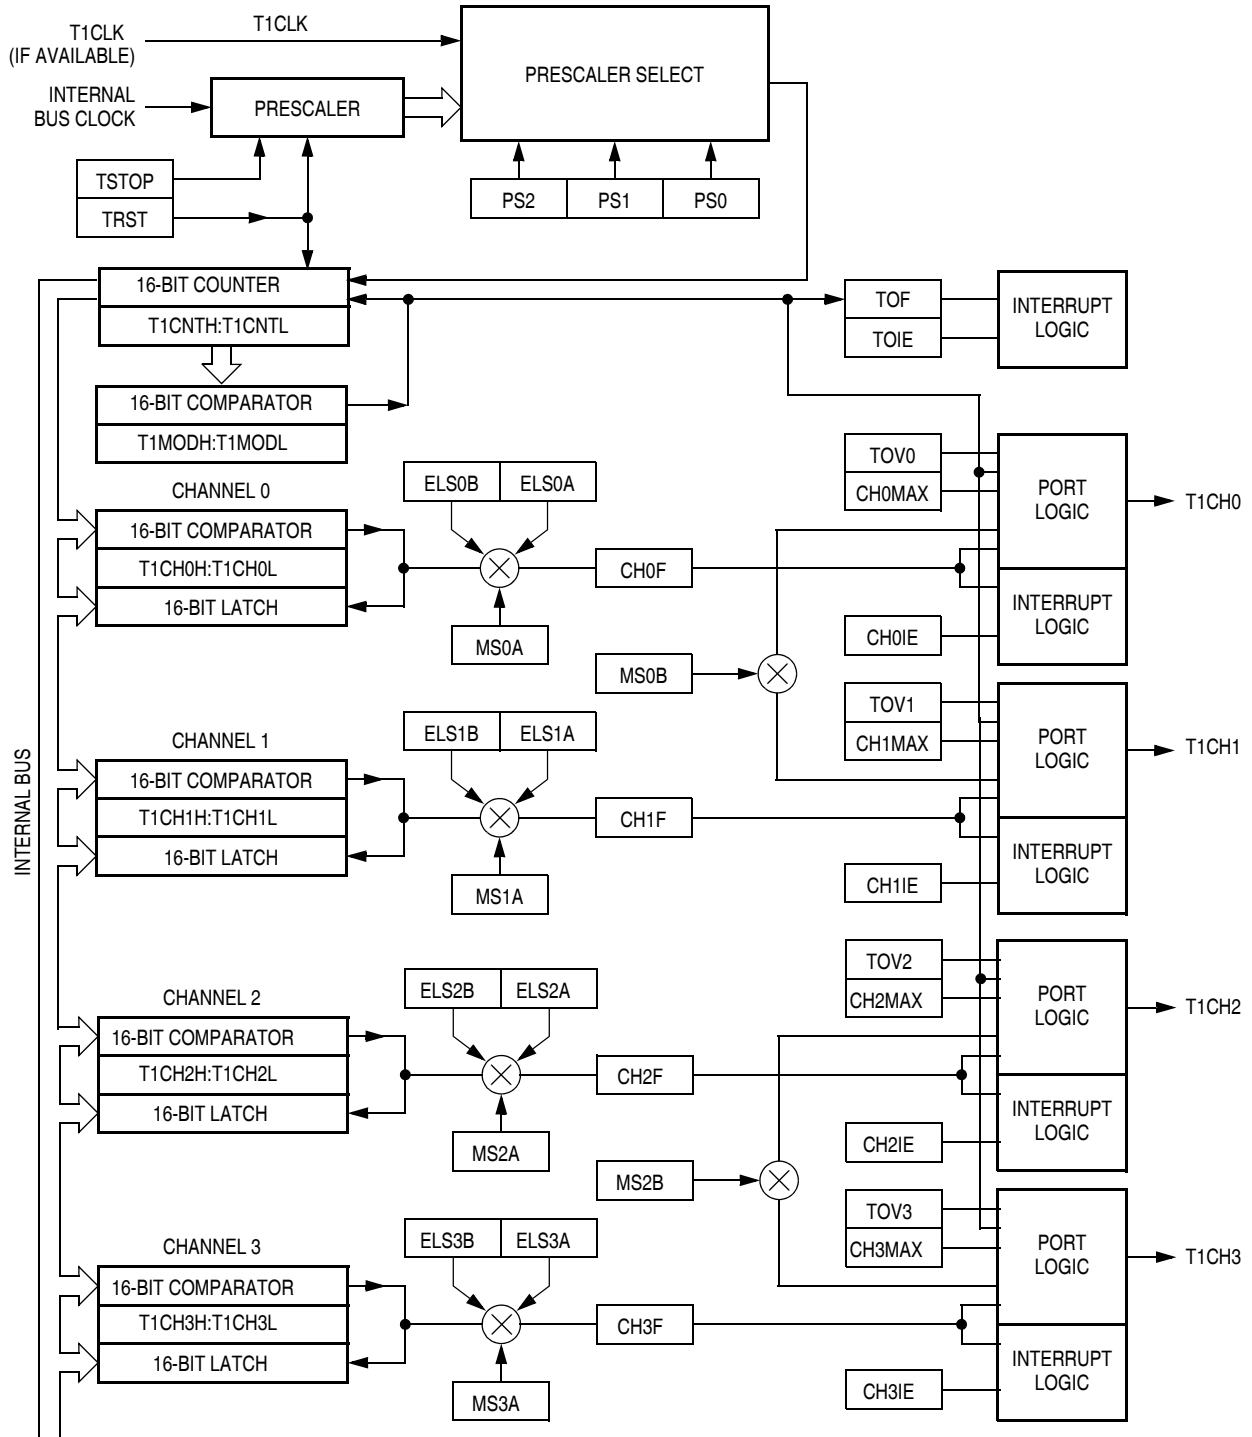 T1CLK
T1CLK
(IF AVAILABLE)
PRESCALER SELECT
INTERNAL
BUS CLOCK
PRESCALER
TSTOP
TRST
PS2
PS1
PS0
16-BIT COUNTER
T1CNTH:T1CNTL
TOF
TOIE
INTERRUPT
LOGIC
16-BIT COMPARATOR
T1MODH:T1MODL
CHANNEL 0
16-BIT COMPARATOR
T1CH0H:T1CH0L
16-BIT LATCH
ELS0B
ELS0A
MS0A
CH0F
TOV0
CH0MAX
PORT
LOGIC
T1CH0
INTERRUPT
LOGIC
CH0IE
MS0B
INTERNAL BUS
CHANNEL 1
16-BIT COMPARATOR
T1CH1H:T1CH1L
16-BIT LATCH
ELS1B
ELS1A
MS1A
CH1F
TOV1
CH1MAX
PORT
LOGIC
T1CH1
INTERRUPT
LOGIC
CH1IE
CHANNEL 2
16-BIT COMPARATOR
T1CH2H:T1CH2L
16-BIT LATCH
ELS2B
ELS2A
MS2A
CH2F
TOV2
CH2MAX
PORT
LOGIC
T1CH2
INTERRUPT
LOGIC
CH2IE
MS2B
CHANNEL 3
16-BIT COMPARATOR
T1CH3H:T1CH3L
16-BIT LATCH
ELS3B
ELS3A
MS3A
CH3F
TOV3
CH3MAX
PORT
LOGIC
T1CH3
INTERRUPT
LOGIC
CH3IE